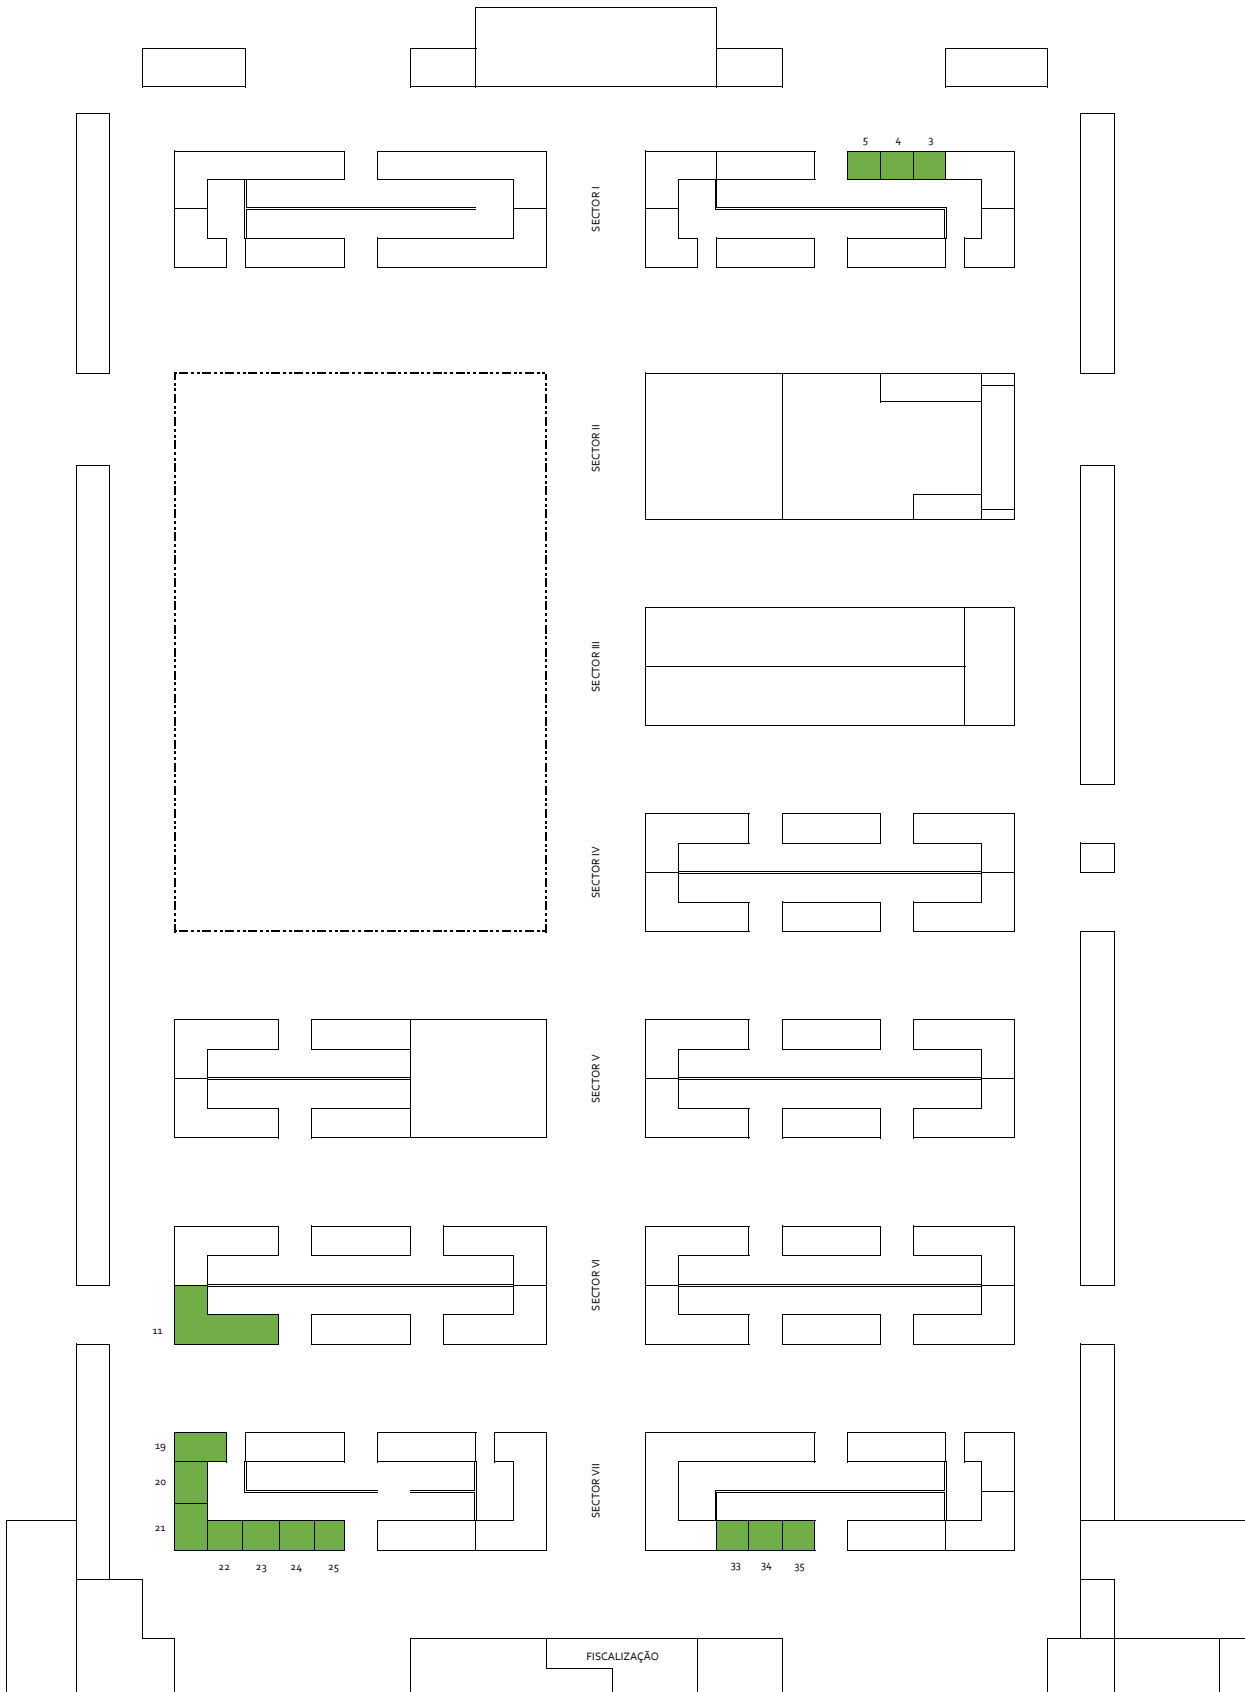 5 4 3
SECTOR I
SECTOR II
SECTOR III
SECTOR IV
SECTOR V
SECTOR VI
11
19
20
SECTOR VII
21
22 23 24 25
33 34 35
FISCALIZAÇÃO